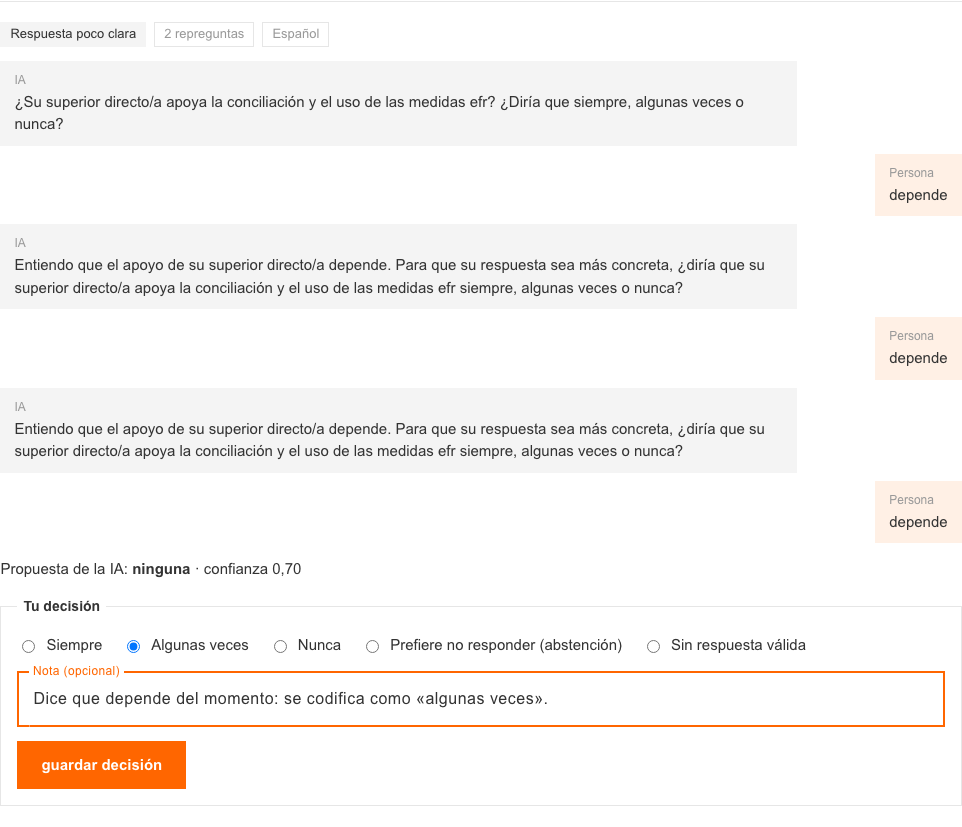 Respuesta poco clara
2 repreguntas
Español
IA
¿Su superior directo/a apoya la conciliación y el uso de las medidas efr? ¿Diría que siempre, algunas veces o
nunca?
Persona
depende
IA
Entiendo que el apoyo de su superior directo/a depende. Para que su respuesta sea más concreta, ¿diría que su
superior directo/a apoya la conciliación y el uso de las medidas efr siempre, algunas veces o nunca?
Persona
depende
IA
Entiendo que el apoyo de su superior directo/a depende. Para que su respuesta sea más concreta, ¿diría que su
superior directo/a apoya la conciliación y el uso de las medidas efr siempre, algunas veces o nunca?
Persona
depende
Propuesta de la IA: ninguna · confianza 0,70
Tu decisión
Siempre
Algunas veces
Nunca
Prefiere no responder (abstención)
Sin respuesta válida
Nota (opcional)
Dice que depende del momento: se codifica como «algunas veces».
guardar decisión